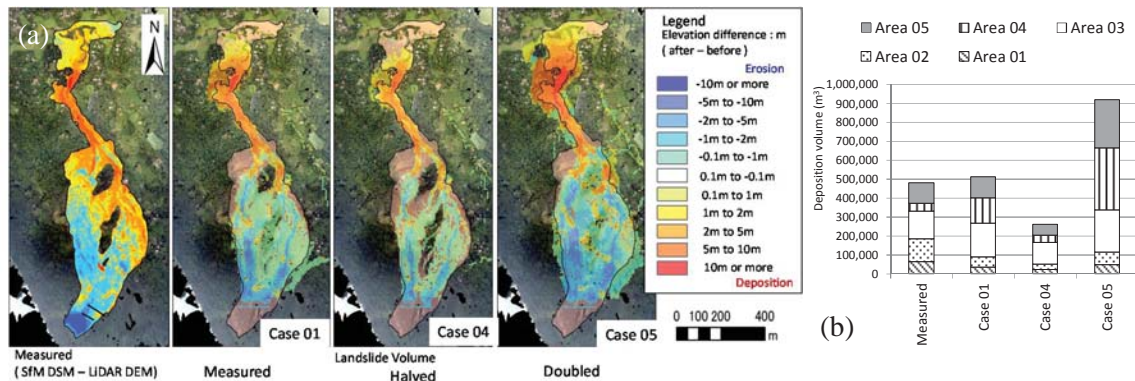 (a)
N
Case 01
Case 04
Case 05
Measured
( SfM DSM – LiDAR DEM)
Measured
Landslide Volume
Halved
Doubled
Legend
Elevation difference : m
( after – before )
Erosion
-10m or more
-5m to -10m
-2m to -5m
-1m to -2m
-0.1m to -1m
0.1m to -0.1m
0.1m to 1m
1m to 2m
2m to 5m
5m to 10m
10m or more
Deposition
0 100 200 400
m
Area 05 Area 04 Area 03
Area 02 Area 01
Deposition volume (m³)
1,000,000
900,000
800,000
700,000
600,000
500,000
400,000
300,000
200,000
100,000
0
Measured
Case 01
Case 04
Case 05
(b)